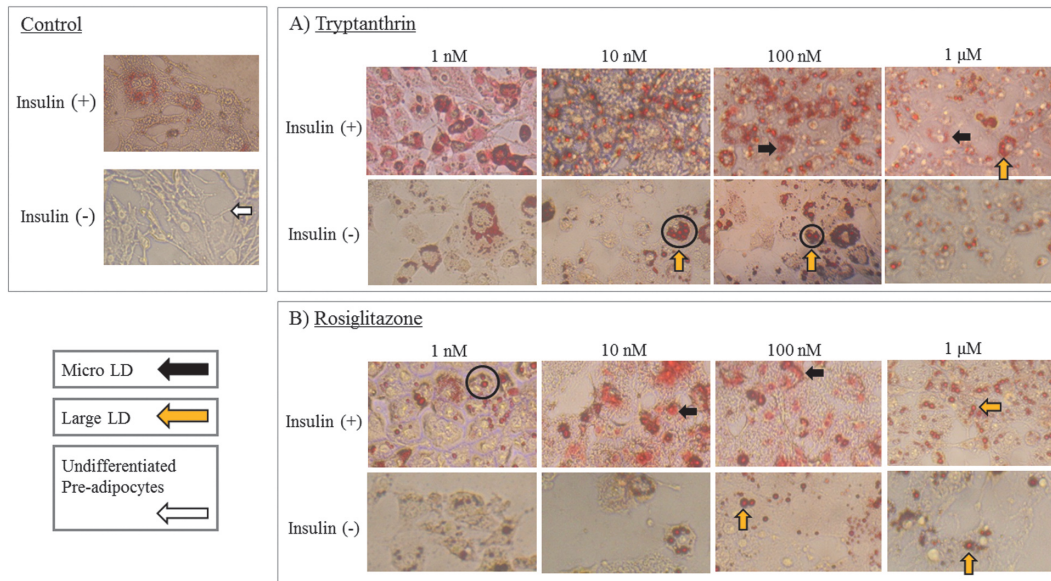 Control
Insulin (+)
Insulin (-)
A) Tryptanthrin
1 nM 10 nM 100 nM 1 μM
Insulin (+)
Insulin (-)
Micro LD
Large LD
Undifferentiated
Pre-adipocytes
B) Rosiglitazone
1 nM 10 nM 100 nM 1 μM
Insulin (+)
Insulin (-)